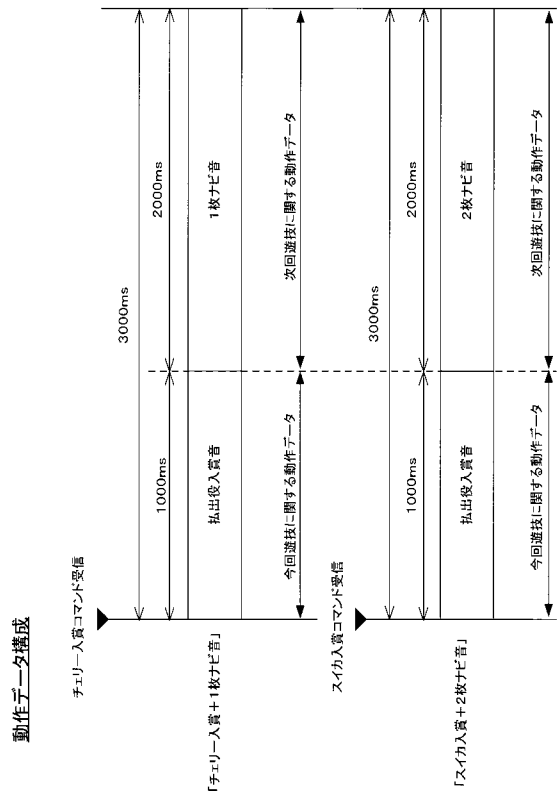 動作データ構成
チェリー入賞コマンド受信
3000ms
1000ms
2000ms
「チェリー入賞+1枚ナビ音」
払出役入賞音
1枚ナビ音
今回遊技に関する動作データ
次回遊技に関する動作データ
スイカ入賞コマンド受信
3000ms
1000ms
2000ms
「スイカ入賞+2枚ナビ音」
払出役入賞音
2枚ナビ音
今回遊技に関する動作データ
次回遊技に関する動作データ